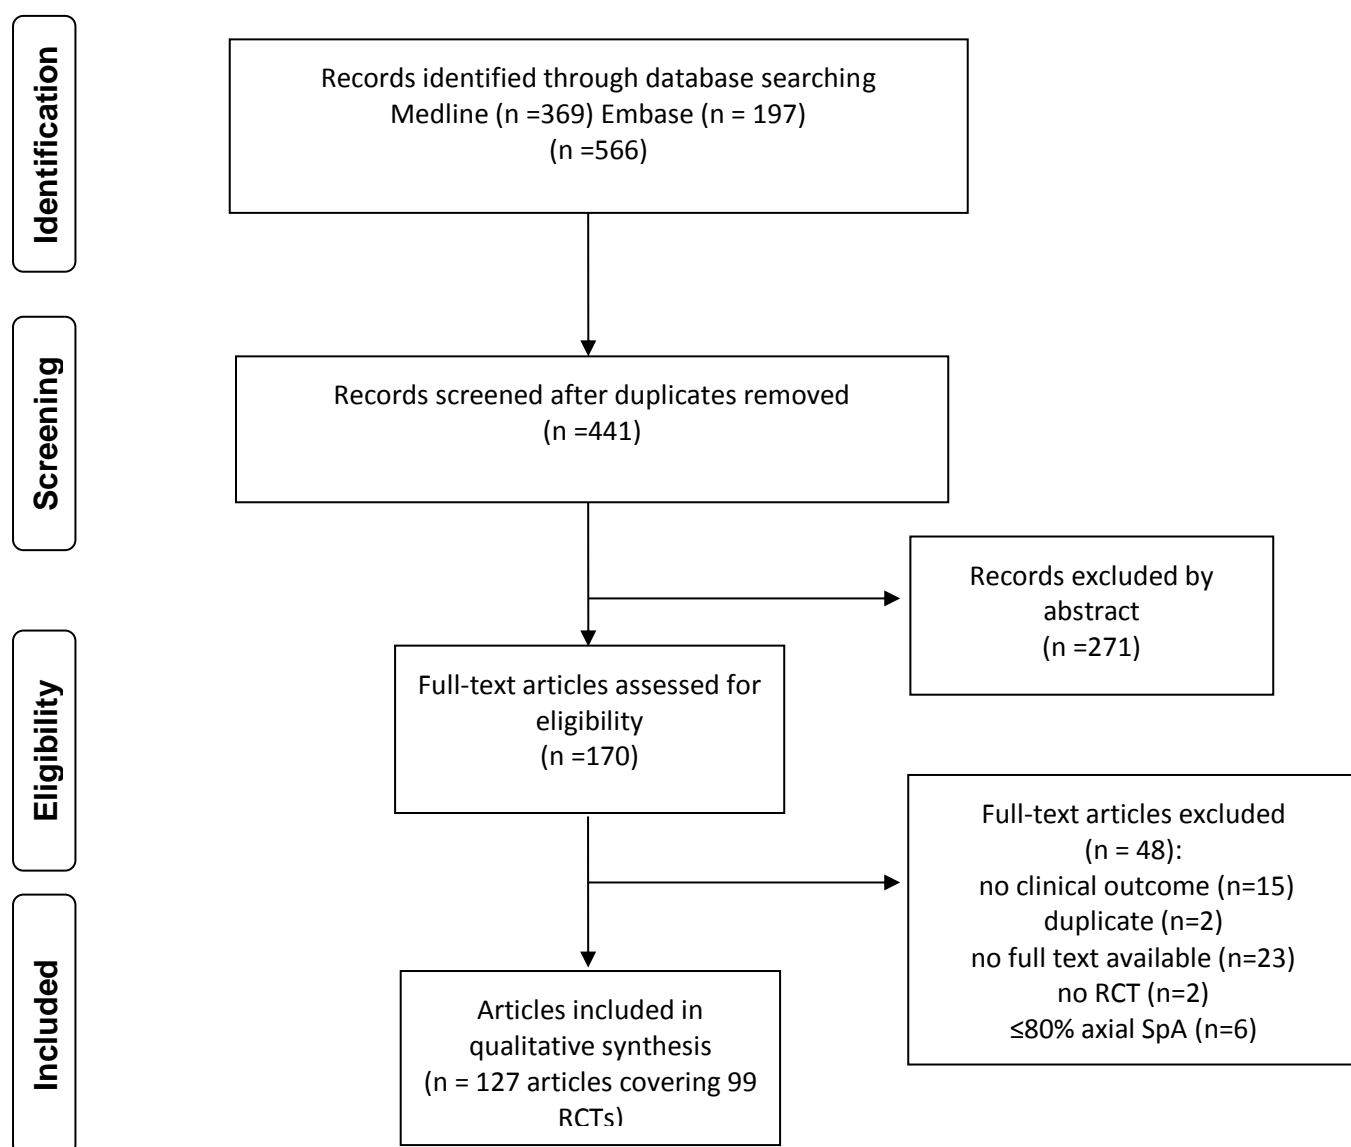 Identification
Records identified through database searching
Medline (n =369) Embase (n = 197)
(n =566)
Screening
Records screened after duplicates removed
(n =441)
Records excluded by
abstract
(n =271)
Eligibility
Full-text articles assessed for
eligibility
(n =170)
Full-text articles excluded
(n = 48):
no clinical outcome (n=15)
duplicate (n=2)
no full text available (n=23)
no RCT (n=2)
≤80% axial SpA (n=6)
Included
Articles included in
qualitative synthesis
(n = 127 articles covering 99
RCTs)